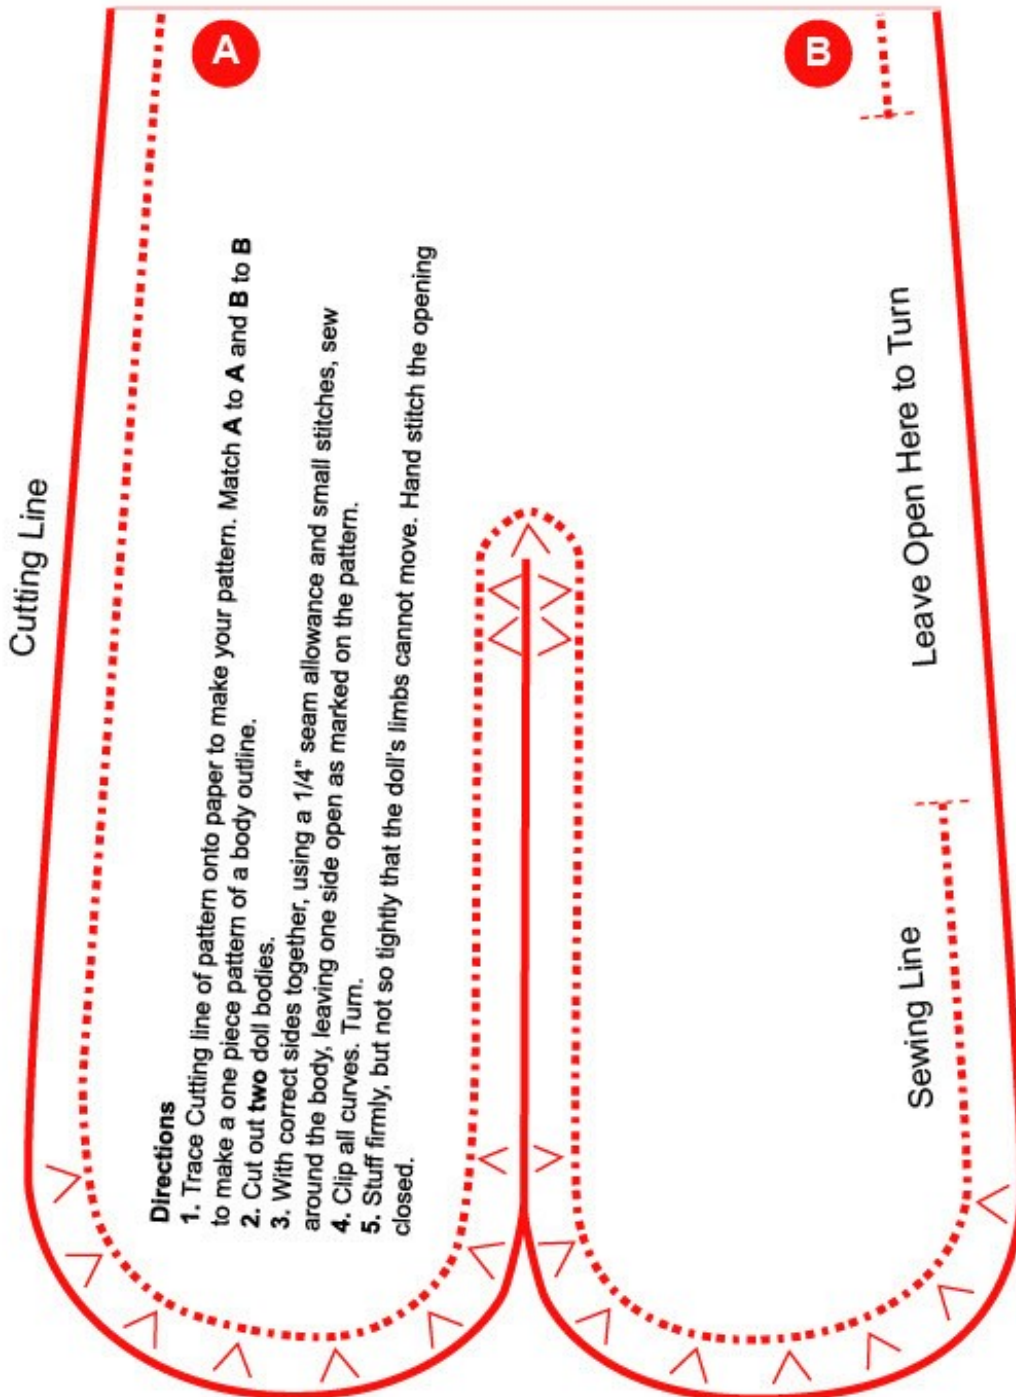 A
B
Cutting Line
Directions
1. Trace Cutting line of pattern onto paper to make your pattern. Match A to A and B to B
to make a one piece pattern of a body outline.
2. Cut out two doll bodies.
3. With correct sides together, using a 1/4" seam allowance and small stitches, sew
around the body, leaving one side open as marked on the pattern.
4. Clip all curves. Turn.
5. Stuff firmly, but not so tightly that the doll's limbs cannot move. Hand stitch the opening
closed.
Leave Open Here to Turn
Sewing Line